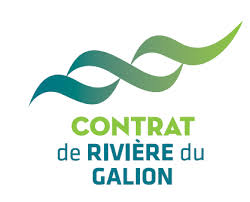 CONTRAT
de RIVIÈRE du
GALION